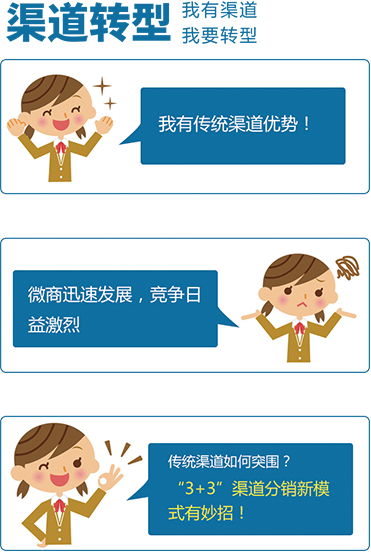 渠道转型
我有渠道
我要转型
我有传统渠道优势！
微商迅速发展，竞争日
益激烈
传统渠道如何突围？
“3+3”渠道分销新模
式有妙招！